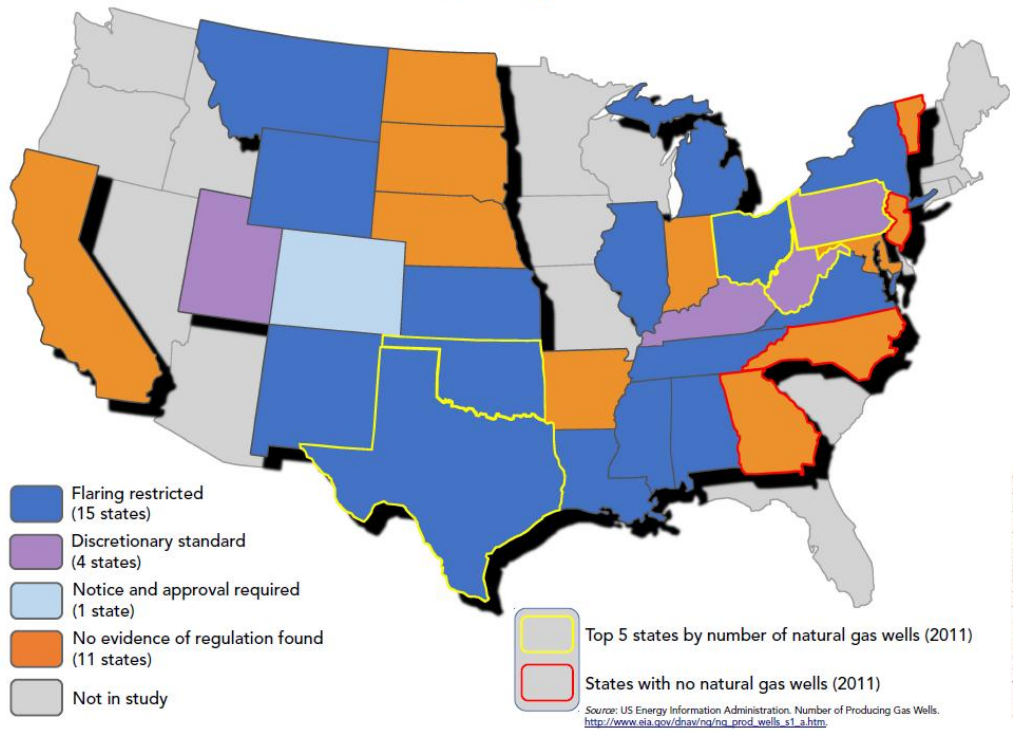 Flaring restricted
(15 states)
Discretionary standard
(4 states)
Notice and approval required
(1 state)
No evidence of regulation found
(11 states)
Not in study
Top 5 states by number of natural gas wells (2011)
States with no natural gas wells (2011)
Source: US Energy Information Administration. Number of Producing Gas Wells.
http://www.eia.gov/dnav/ng/ng_prod_wells_s1_a.htm.